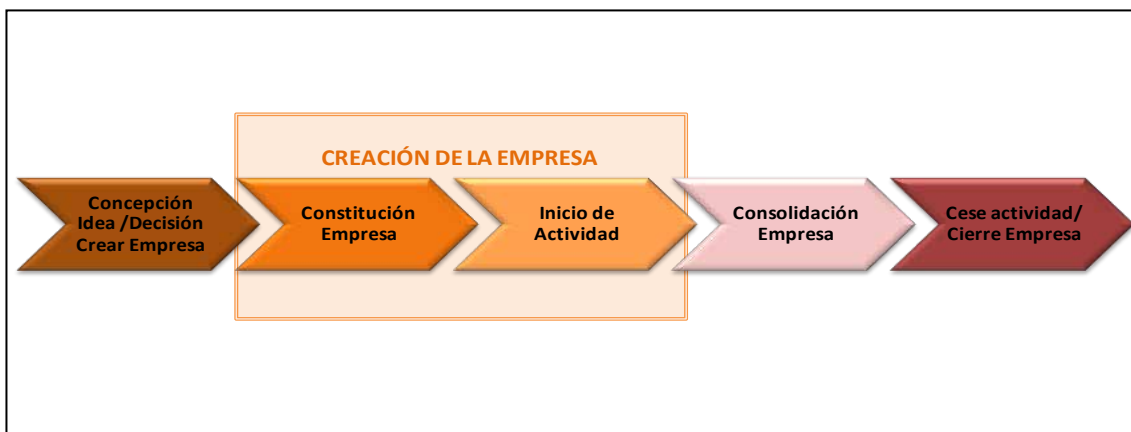 CREACIÓN DE LA EMPRESA
Concepción
Idea /Decisión
Crear Empresa
Constitución
Empresa
Inicio de
Actividad
Consolidación
Empresa
Cese actividad/
Cierre Empresa